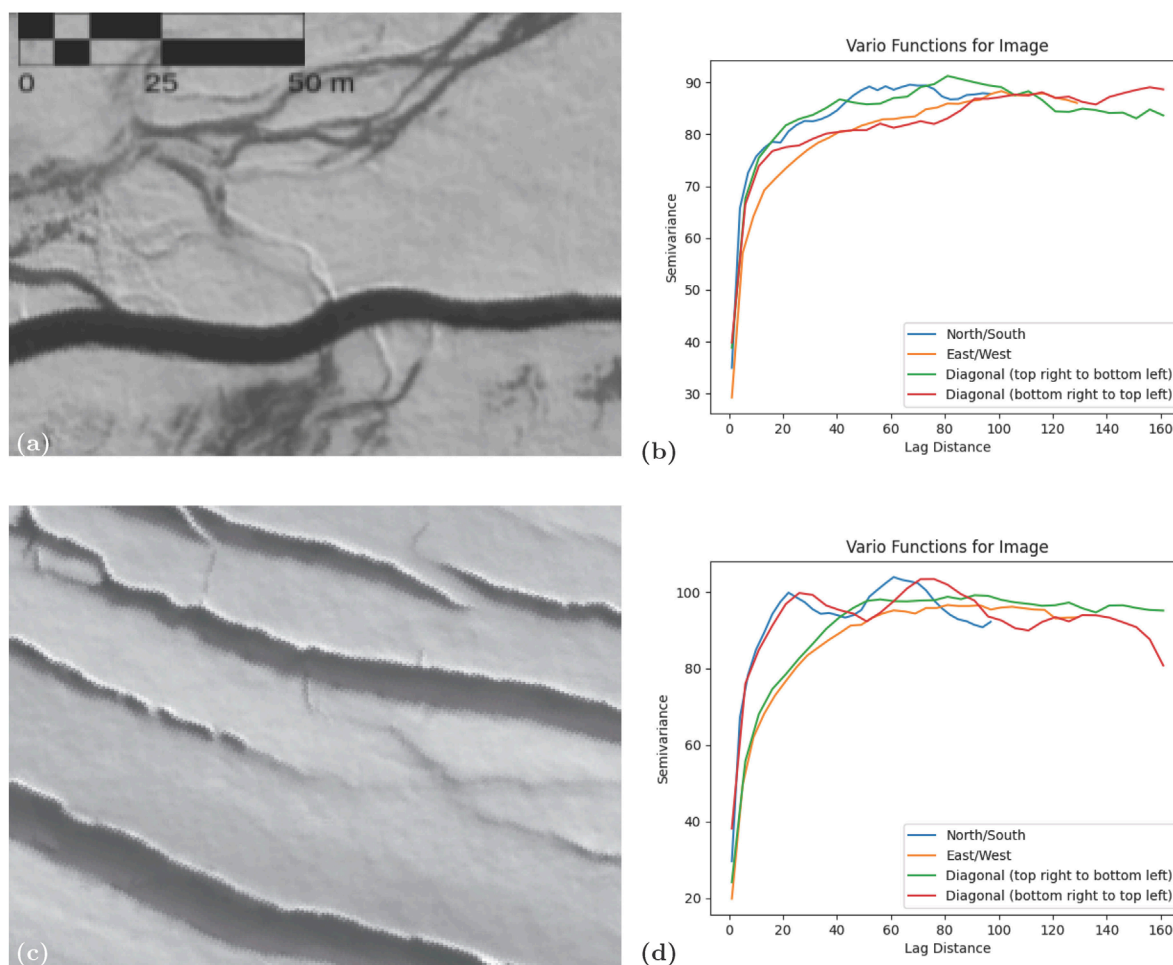 0 25 50 m
(a)
Vario Functions for Image
Semivariance
90
80
70
60
50
40
30
North/South
East/West
Diagonal (top right to bottom left)
Diagonal (bottom right to top left)
0 20 40 60 80 100 120 140 160
Lag Distance
(b)
(c)
Vario Functions for Image
Semivariance
100
80
60
40
20
North/South
East/West
Diagonal (top right to bottom left)
Diagonal (bottom right to top left)
0 20 40 60 80 100 120 140 160
Lag Distance
(d)